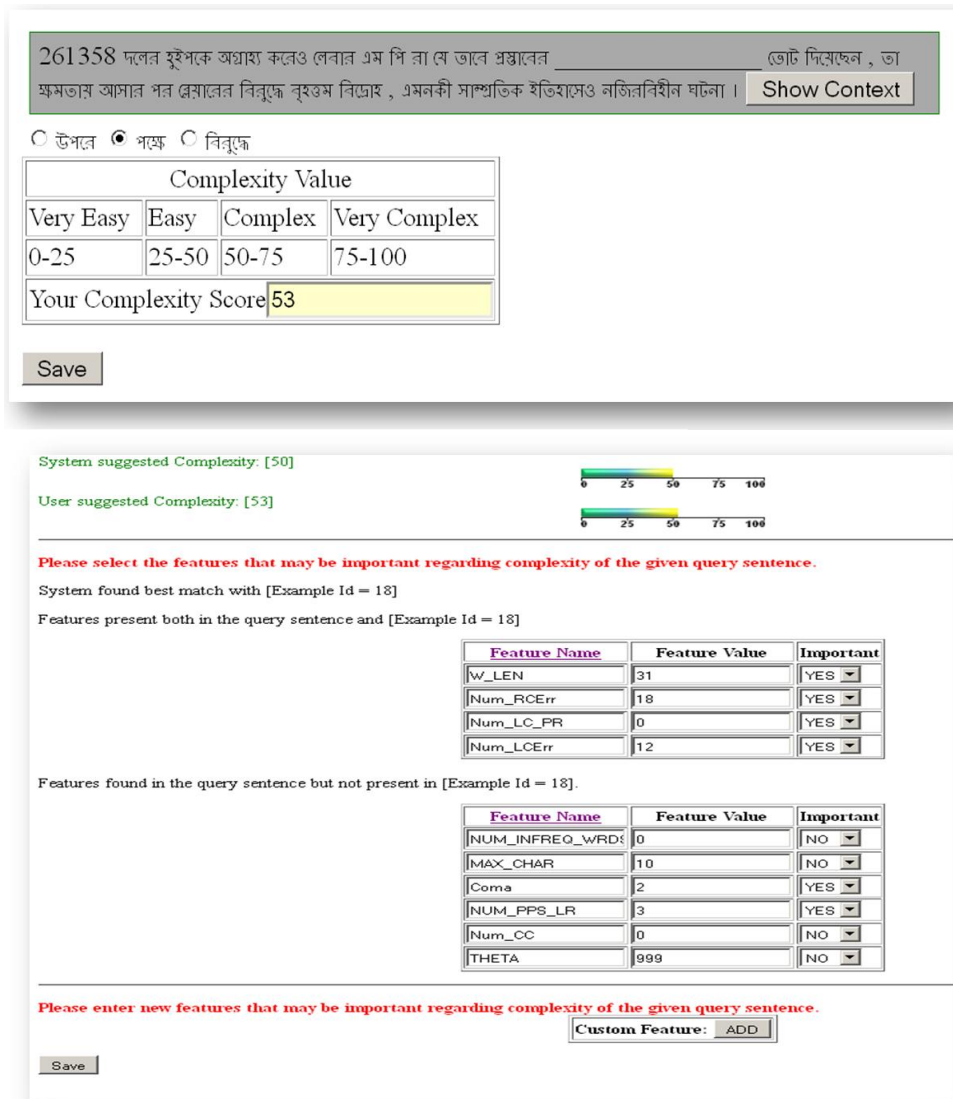 261358 দলের হুইপকে অগ্রাহ্য করেও লেবার এম পি রা যে ভাবে প্রস্তাবের ____________________ ভোট দিয়েছেন , তা
ক্ষমতায় আসার পর ব্লেয়ারের বিরুদ্ধে বৃহত্তম বিদ্রোহ , এমনকী সাম্প্রতিক ইতিহাসেও নজিরবিহীন ঘটনা । Show Context
উপরে পক্ষে বিরুদ্ধে
Complexity Value
Very Easy Easy Complex Very Complex
0-25 25-50 50-75 75-100
Your Complexity Score 53
Save
System suggested Complexity: [50]
0 25 50 75 100
User suggested Complexity: [53]
0 25 50 75 100
Please select the features that may be important regarding complexity of the given query sentence.
System found best match with [Example Id = 18]
Features present both in the query sentence and [Example Id = 18]
Feature Name Feature Value Important
W_LEN 31 YES
Num_RCErr 18 YES
Num_LC_PR 0 YES
Num_LCErr 12 YES
Features found in the query sentence but not present in [Example Id = 18].
Feature Name Feature Value Important
NUM_INFREQ_WRDS 0 NO
MAX_CHAR 10 NO
Coma 2 YES
NUM_PPS_LR 3 YES
Num_CC 0 NO
THETA 999 NO
Please enter new features that may be important regarding complexity of the given query sentence.
Custom Feature: ADD
Save